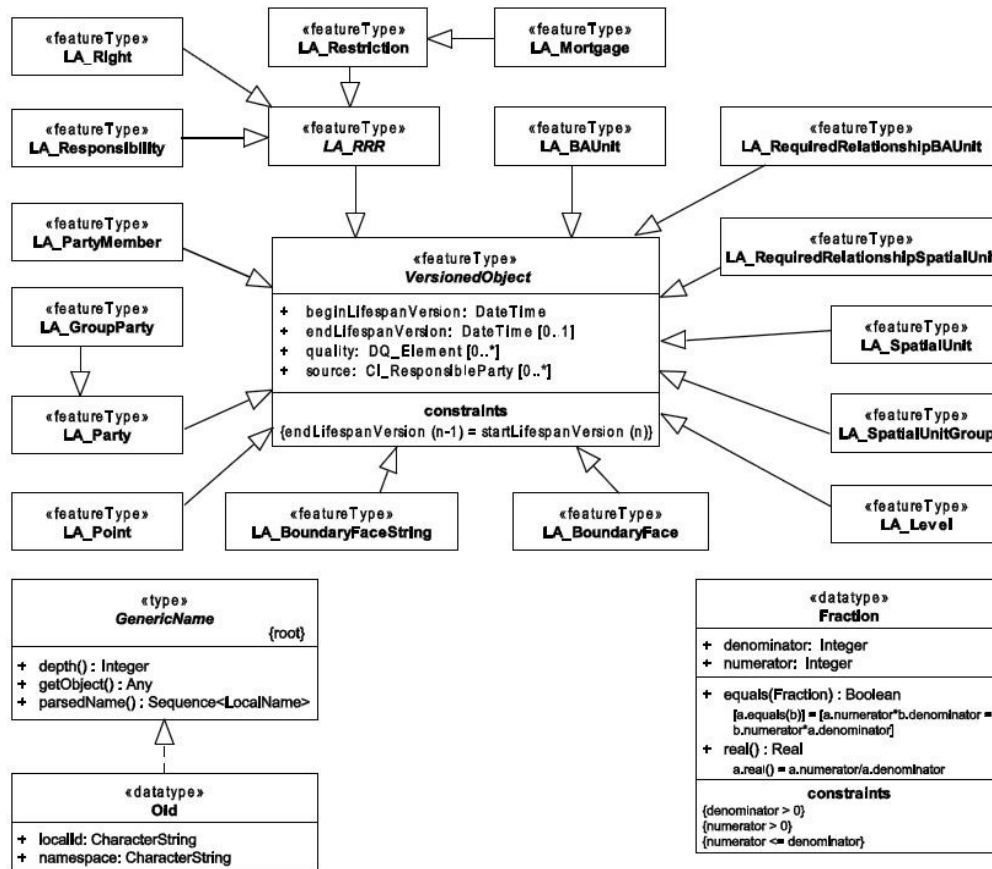 «featureType»
LA_Right
«featureType»
LA_Restriction
«featureType»
LA_Mortgage
«featureType»
LA_Responsibility
«featureType»
LA_RRR
«featureType»
LA_BAUnit
«featureType»
LA_RequiredRelationshipBAUnit
«featureType»
LA_PartyMember
«featureType»
LA_RequiredRelationshipSpatialUnit
«featureType»
VersionedObject
+ beginLifespanVersion: DateTime
+ endLifespanVersion: DateTime [0..1]
+ quality: DQ_Element [0..*]
+ source: CI_ResponsibleParty [0..*]
constraints
{endLifespanVersion (n-1) = startLifespanVersion (n)}
«featureType»
LA_GroupParty
«featureType»
LA_SpatialUnit
«featureType»
LA_Party
«featureType»
LA_SpatialUnitGroup
«featureType»
LA_Point
«featureType»
LA_BoundaryFaceString
«featureType»
LA_BoundaryFace
«featureType»
LA_Level
«type»
GenericName
{root}
+ depth() : Integer
+ getObject() : Any
+ parsedName() : Sequence<LocalName>
«datatype»
Oid
+ localId: CharacterString
+ namespace: CharacterString
«datatype»
Fraction
+ denominator: Integer
+ numerator: Integer
+ equals(Fraction) : Boolean
[a.equals(b)] = [a.numerator*b.denominator =
b.numerator*a.denominator]
+ real() : Real
a.real() = a.numerator/a.denominator
constraints
{denominator > 0}
{numerator > 0}
{numerator <= denominator}